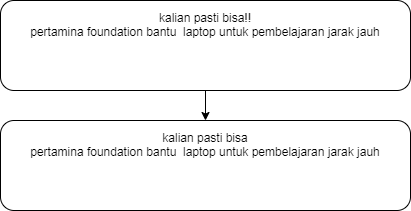 kalian pasti bisa!!
pertamina foundation bantu  laptop untuk pembelajaran jarak jauh
kalian pasti bisa
pertamina foundation bantu  laptop untuk pembelajaran jarak jauh